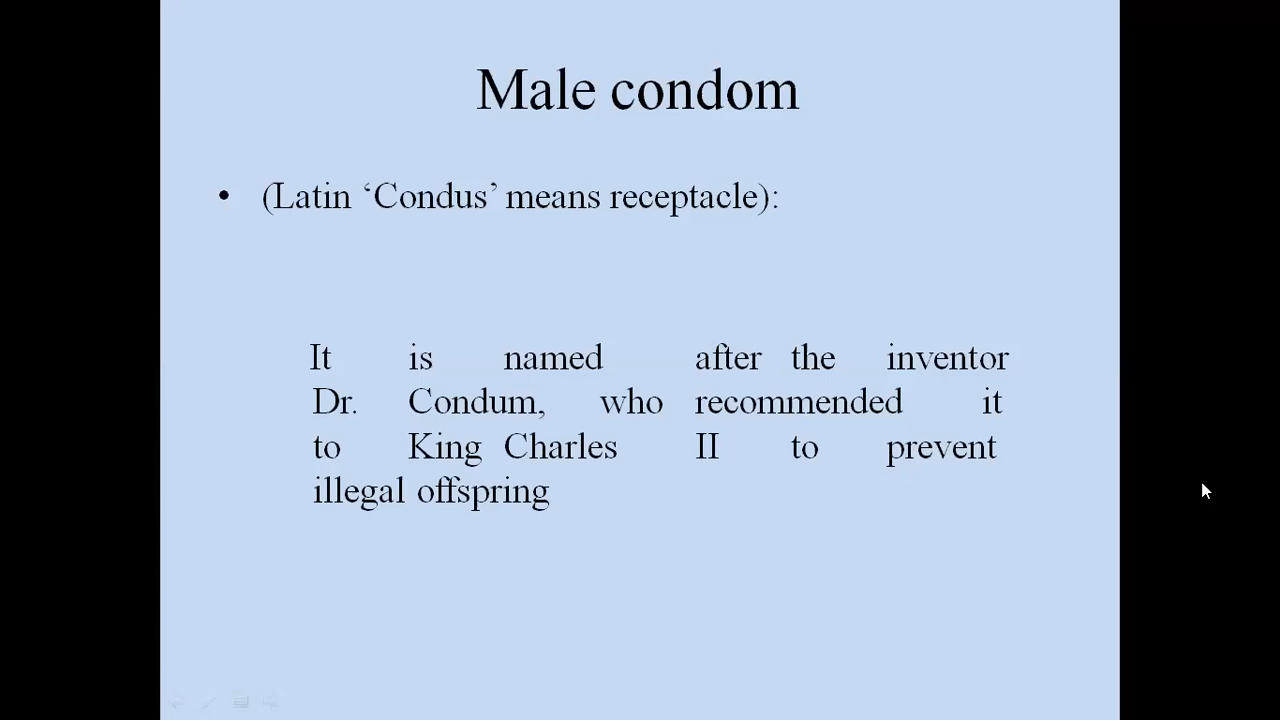 Male condom
• (Latin ‘Condus’ means receptacle):
It is named after the inventor
Dr. Condum, who recommended it
to King Charles II to prevent
illegal offspring